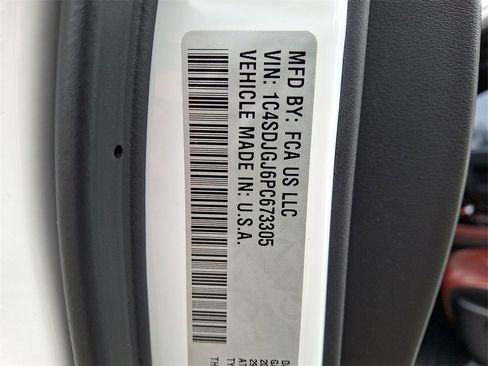 MFD BY: FCA US LLC
VIN: 1C4SDJGJ6PC673305
VEHICLE MADE IN: U.S.A.